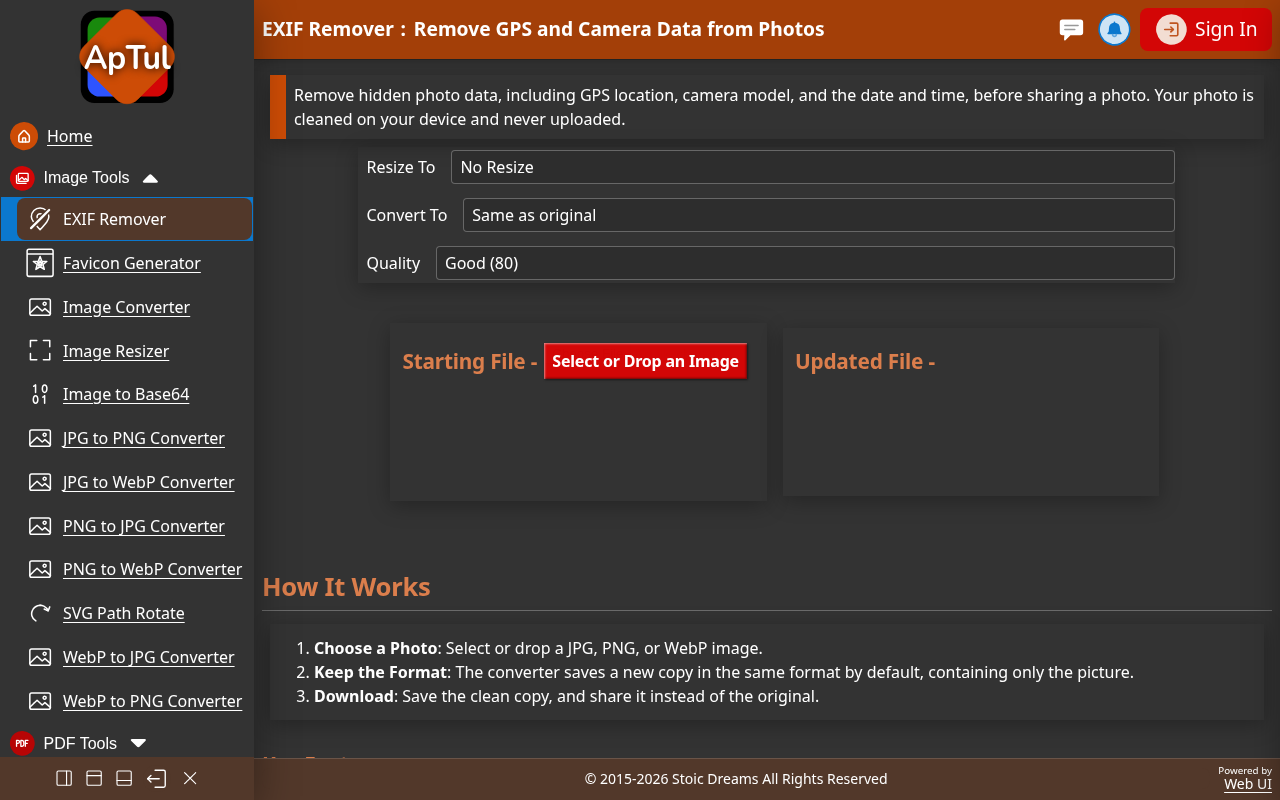 ApTul
Home
Image Tools
EXIF Remover
Favicon Generator
Image Converter
Image Resizer
Image to Base64
JPG to PNG Converter
JPG to WebP Converter
PNG to JPG Converter
PNG to WebP Converter
SVG Path Rotate
WebP to JPG Converter
WebP to PNG Converter
PDF
PDF Tools
EXIF Remover : Remove GPS and Camera Data from Photos
Sign In
Remove hidden photo data, including GPS location, camera model, and the date and time, before sharing a photo. Your photo is
cleaned on your device and never uploaded.
Resize To
No Resize
Convert To
Same as original
Quality
Good (80)
Starting File -
Select or Drop an Image
Updated File -
How It Works
1. Choose a Photo: Select or drop a JPG, PNG, or WebP image.
2. Keep the Format: The converter saves a new copy in the same format by default, containing only the picture.
3. Download: Save the clean copy, and share it instead of the original.
© 2015-2026 Stoic Dreams All Rights Reserved
Powered by
Web UI